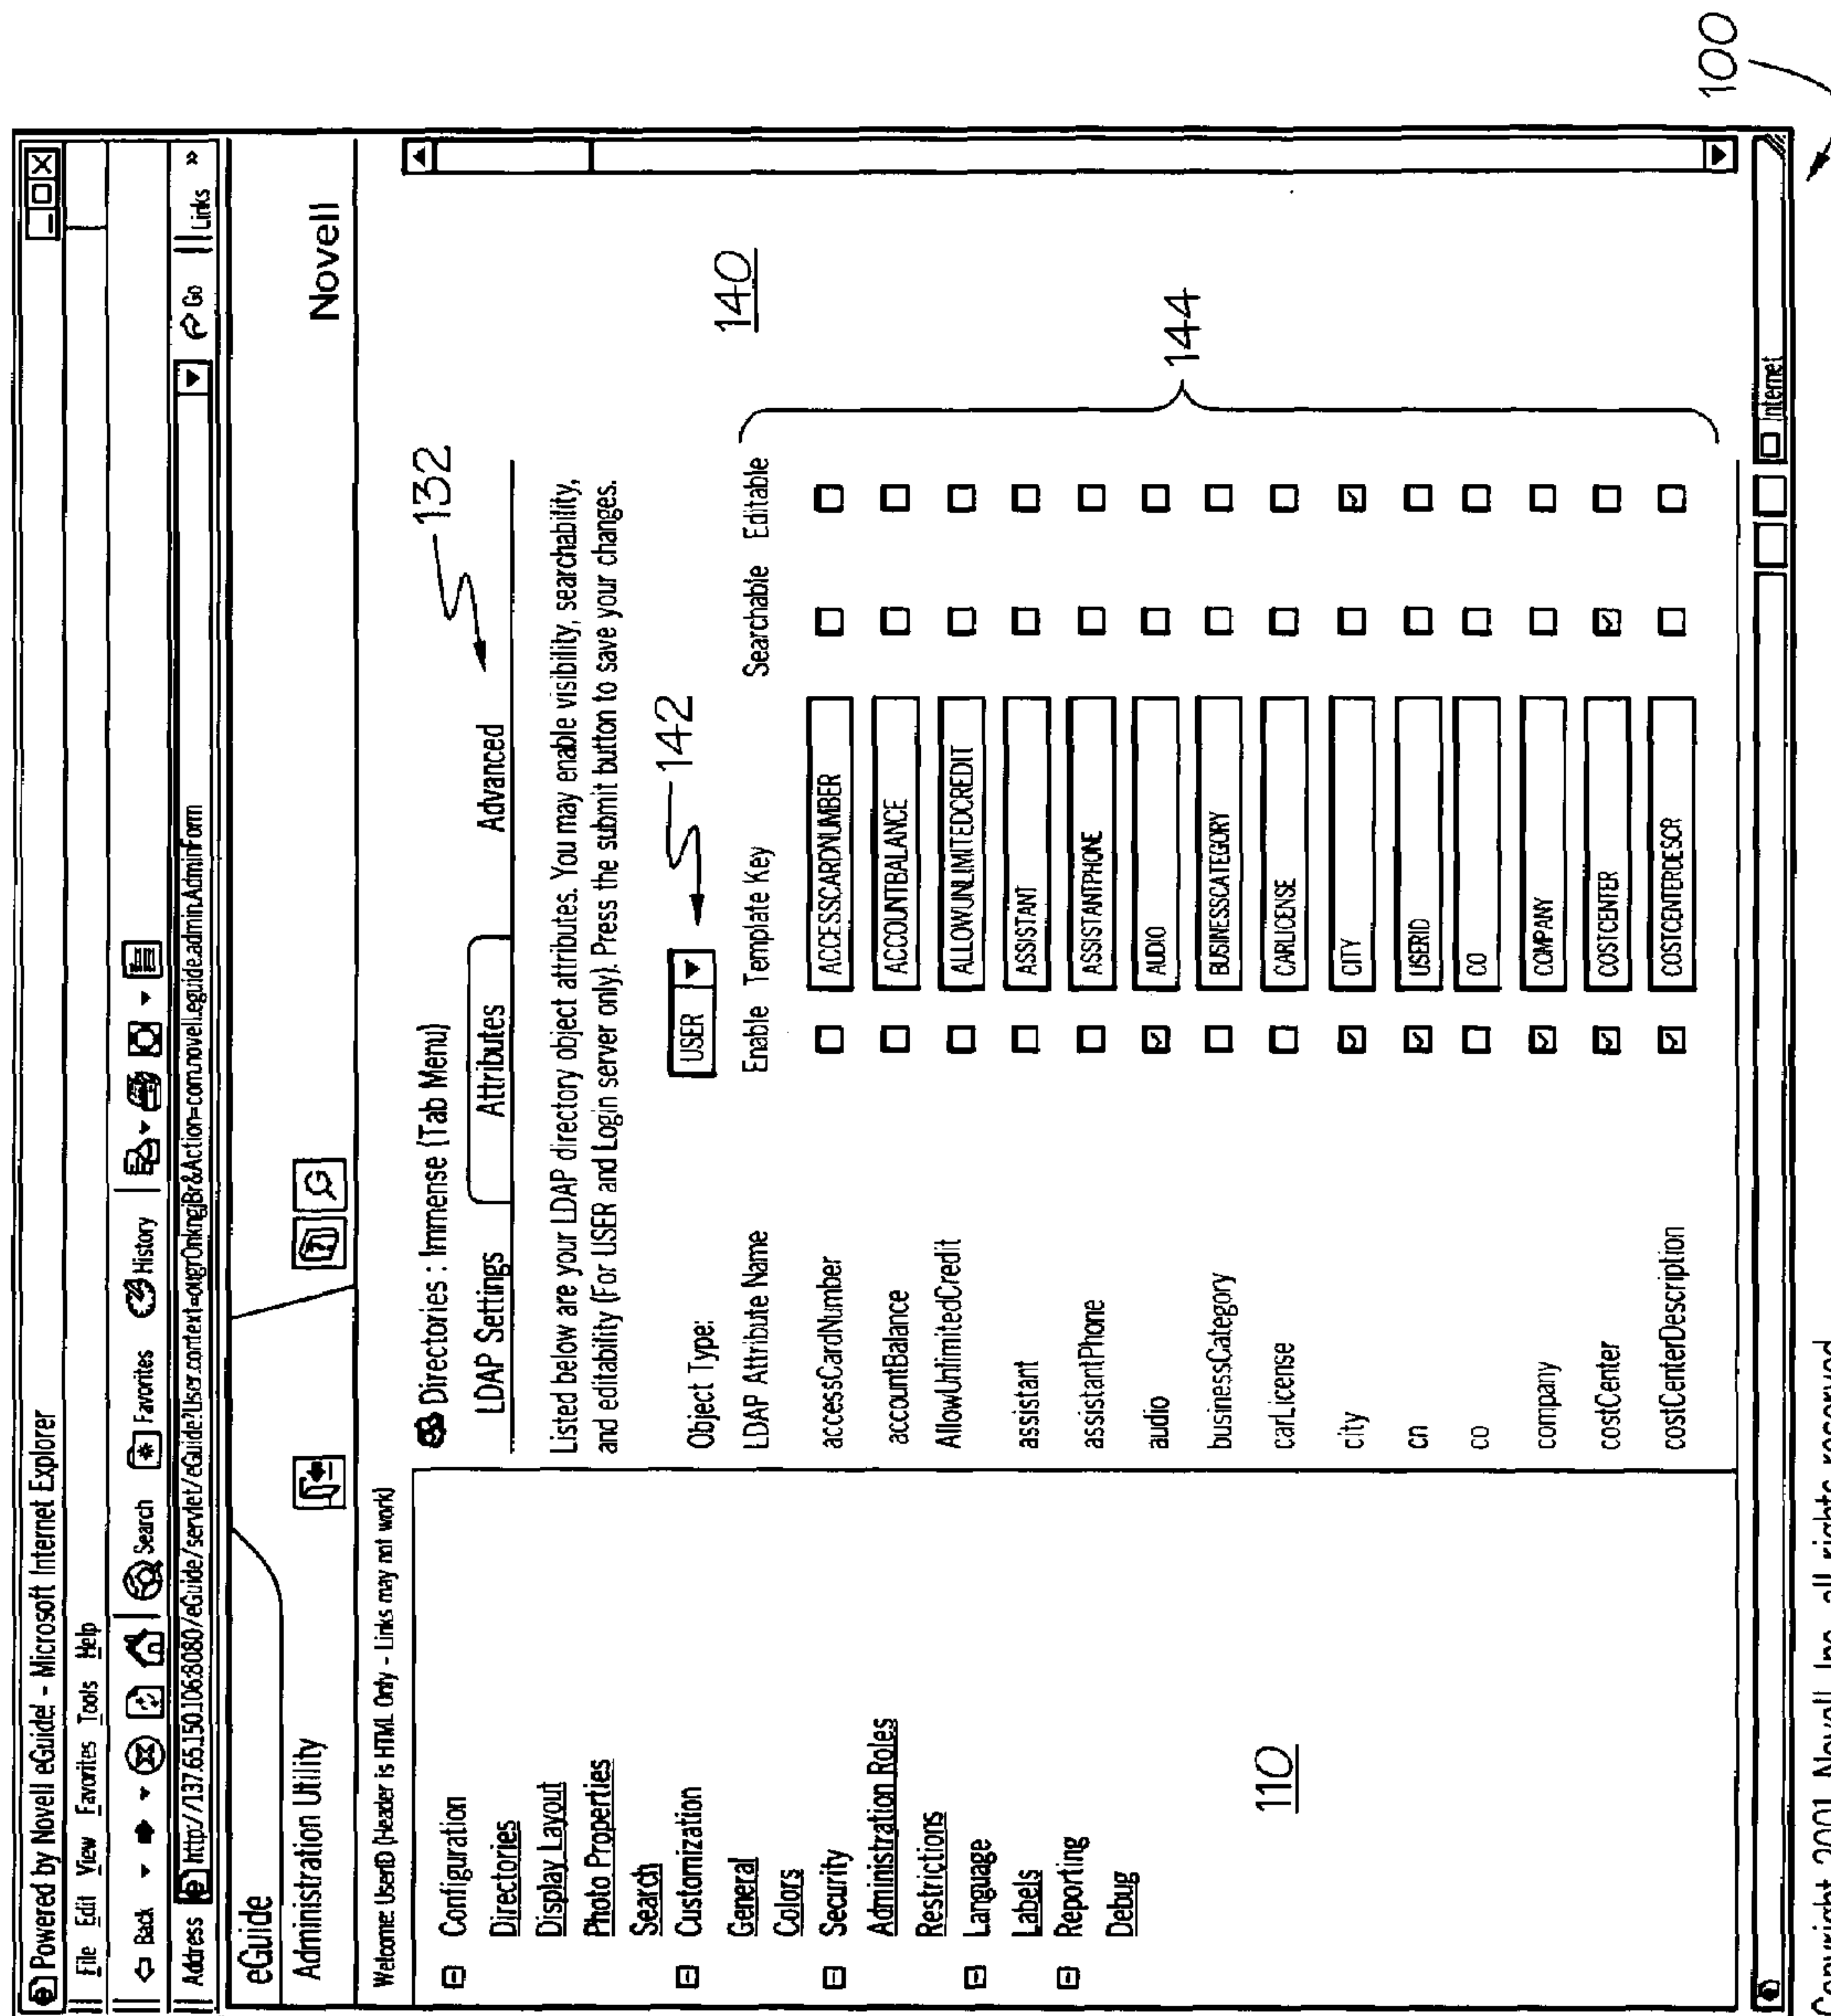 Powered by Novell eGuide! - Microsoft Internet Explorer
File Edit View Favorites Tools Help
Back Search Favorites History
Address http://137.65.150.106:8080/eGuide/servlet/eGuide?User.context=ougrOnkngjBr&Action=com.novell.eguide.admin.AdminForm Go Links »
eGuide
Administration Utility
Novell
Welcome: UserID (Header is HTML Only - Links may not work)
Configuration
Directories
Display Layout
Photo Properties
Search
Customization
General
Colors
Security
Administration Roles
Restrictions
Language
Labels
Reporting
Debug
110
Directories : Immense (Tab Menu)
132
LDAP Settings Attributes Advanced
Listed below are your LDAP directory object attributes. You may enable visibility, searchability,
and editability (For USER and Login server only). Press the submit button to save your changes.
Object Type: USER 142
140
LDAP Attribute Name Enable Template Key Searchable Editable
accessCardNumber ACCESSCARDNUMBER
accountBalance ACCOUNTBALANCE
AllowUnlimitedCredit ALLOWUNLIMITEDCREDIT
assistant ASSISTANT
assistantPhone ASSISTANTPHONE
audio AUDIO
businessCategory BUSINESSCATEGORY
carLicense CARLICENSE
city CITY
cn USERID
co CO
company COMPANY
costCenter COSTCENTER
costCenterDescription COSTCENTERDESCR
144
Internet
100
Copyright 2001 Novell, Inc., all rights reserved